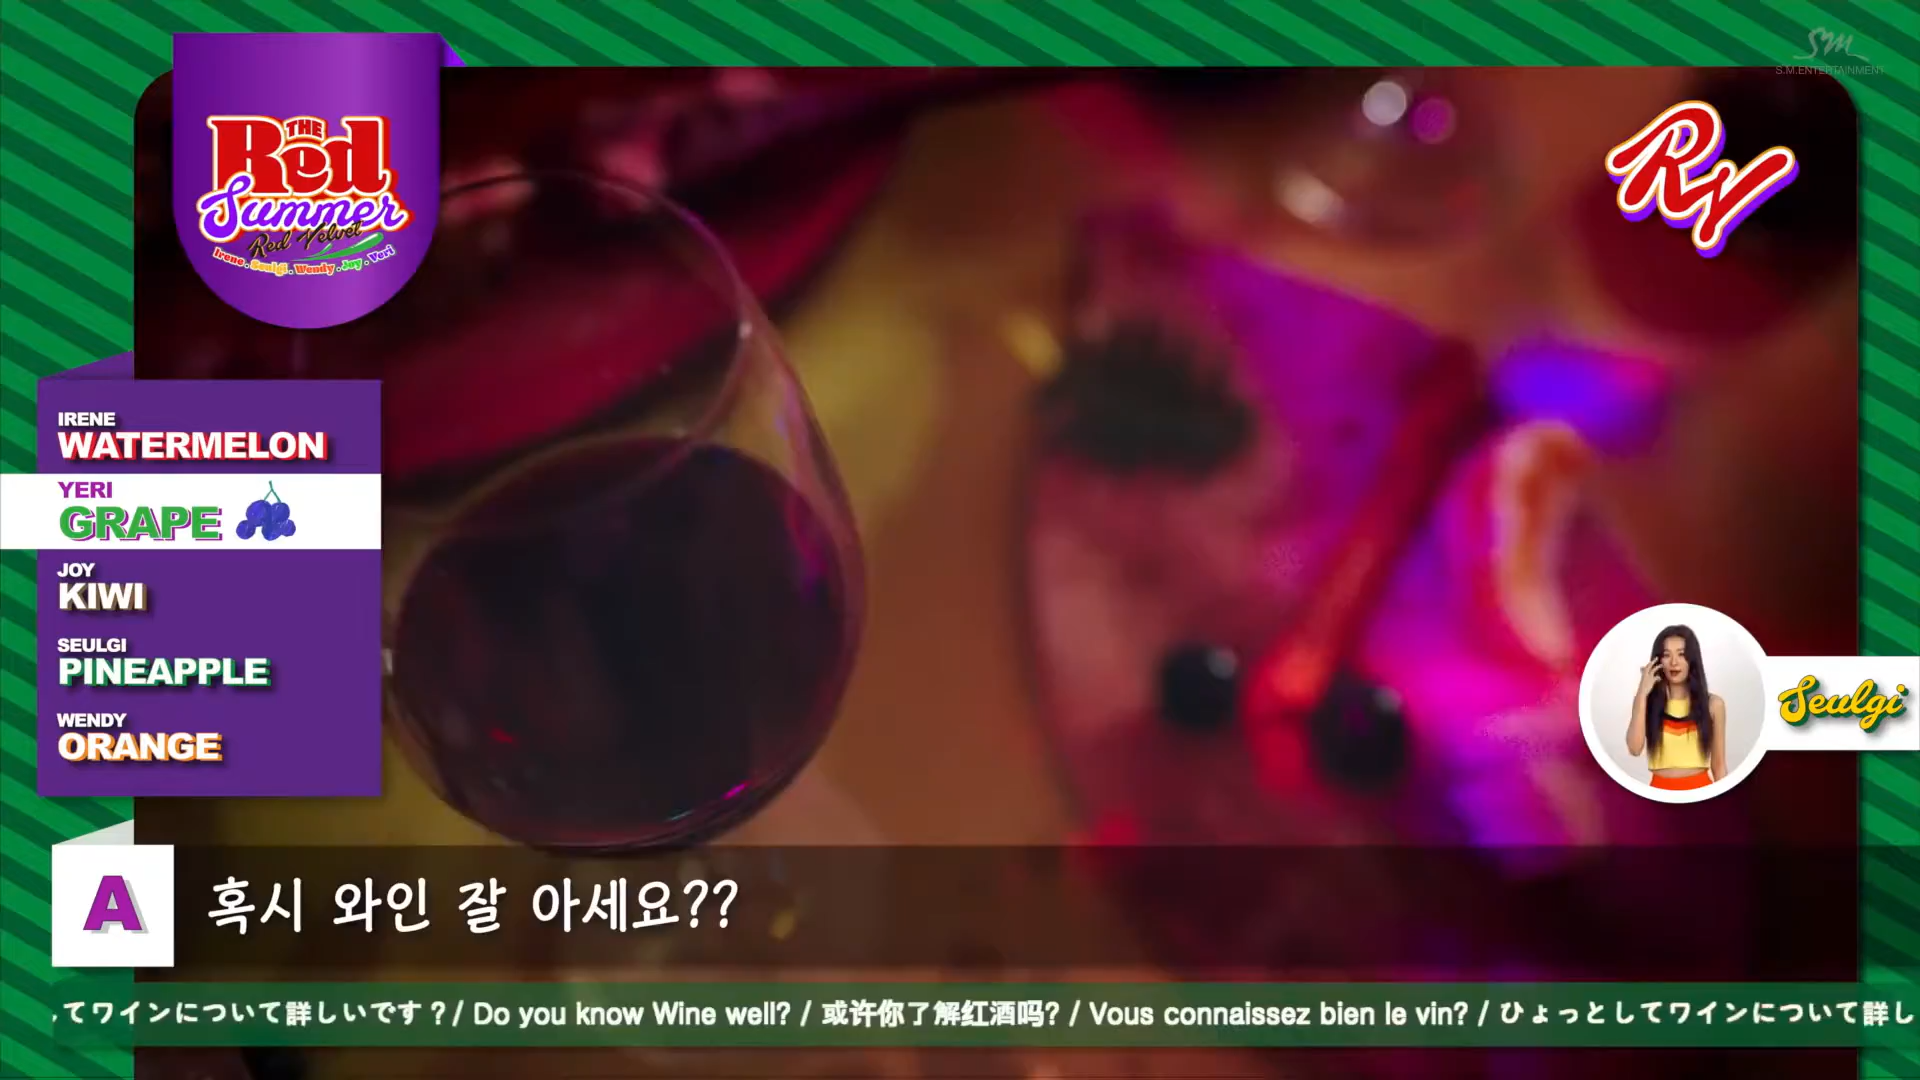 SM
S.M.ENTERTAINMENT
THE
Red
Summer
Red Velvet
Irene . Seulgi . Wendy . Joy . Yeri
RV
IRENE
WATERMELON
YERI
GRAPE
JOY
KIWI
SEULGI
PINEAPPLE
WENDY
ORANGE
Seulgi
A
혹시 와인 잘 아세요??
てワインについて詳しいです？/ Do you know Wine well? / 或许你了解红酒吗? / Vous connaissez bien le vin? / ひょっとしてワインについて詳し